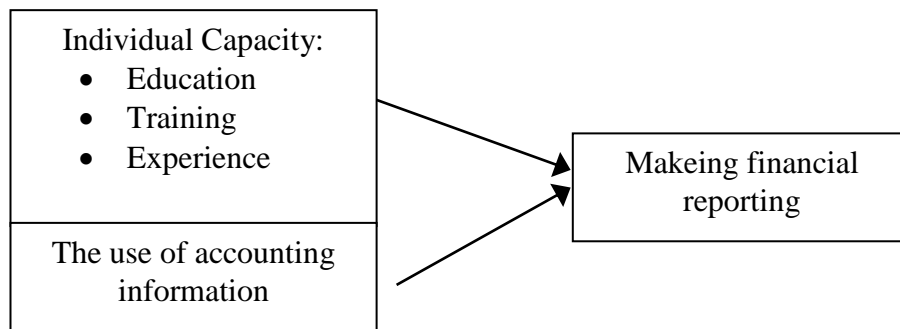 Individual Capacity:
• Education
• Training
• Experience
The use of accounting
information
Makeing financial
reporting